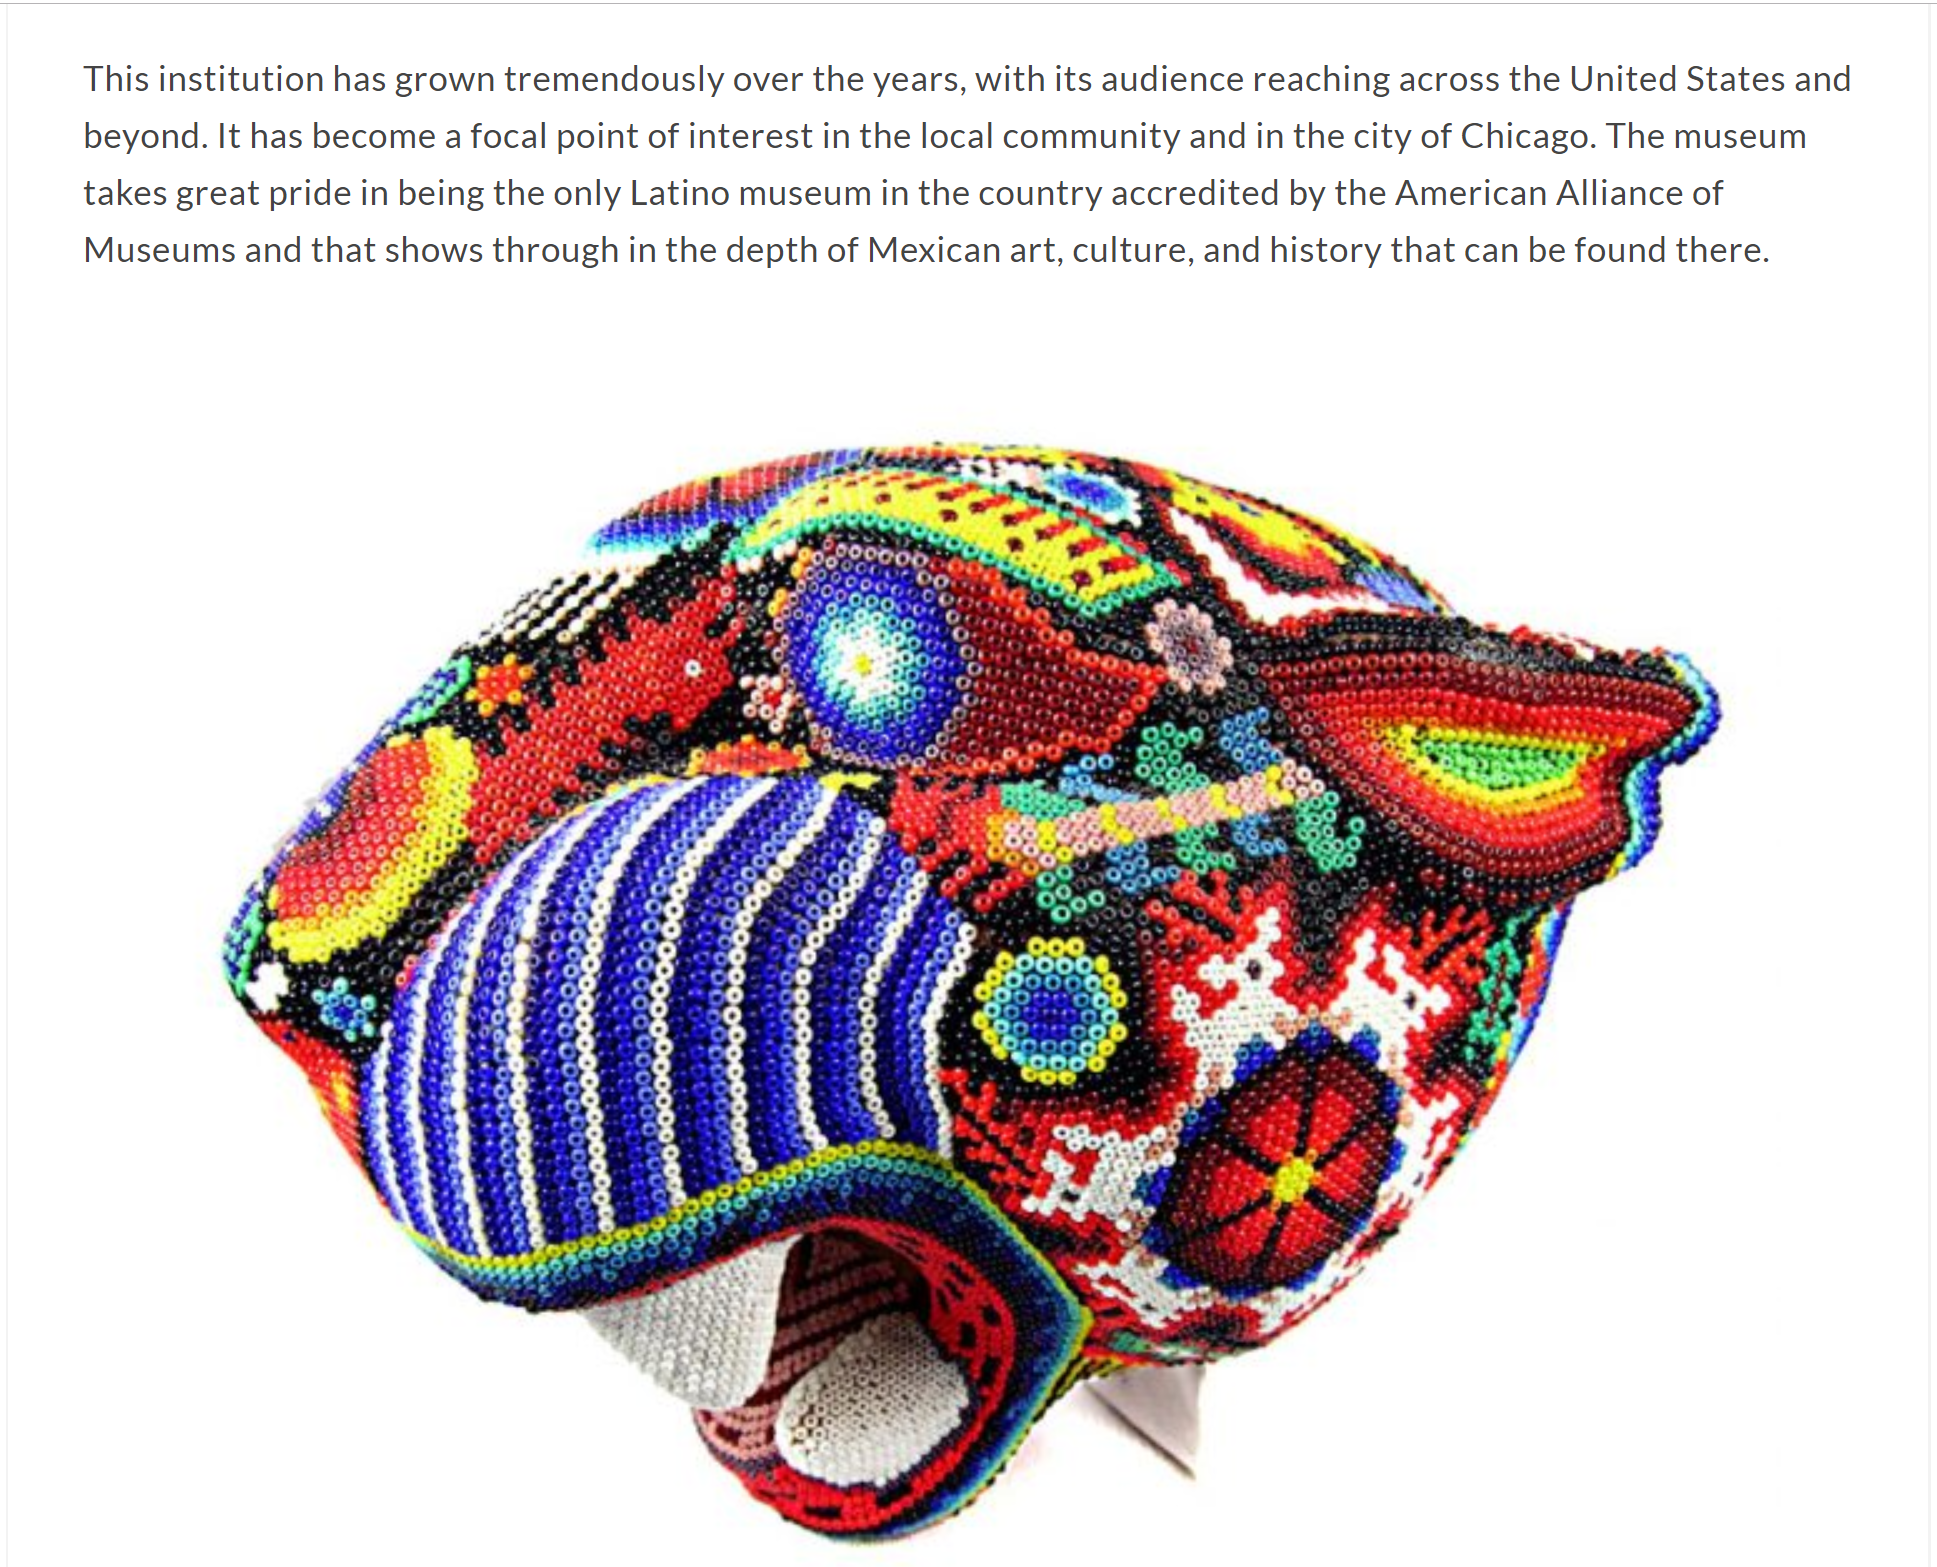 This institution has grown tremendously over the years, with its audience reaching across the United States and
beyond. It has become a focal point of interest in the local community and in the city of Chicago. The museum
takes great pride in being the only Latino museum in the country accredited by the American Alliance of
Museums and that shows through in the depth of Mexican art, culture, and history that can be found there.